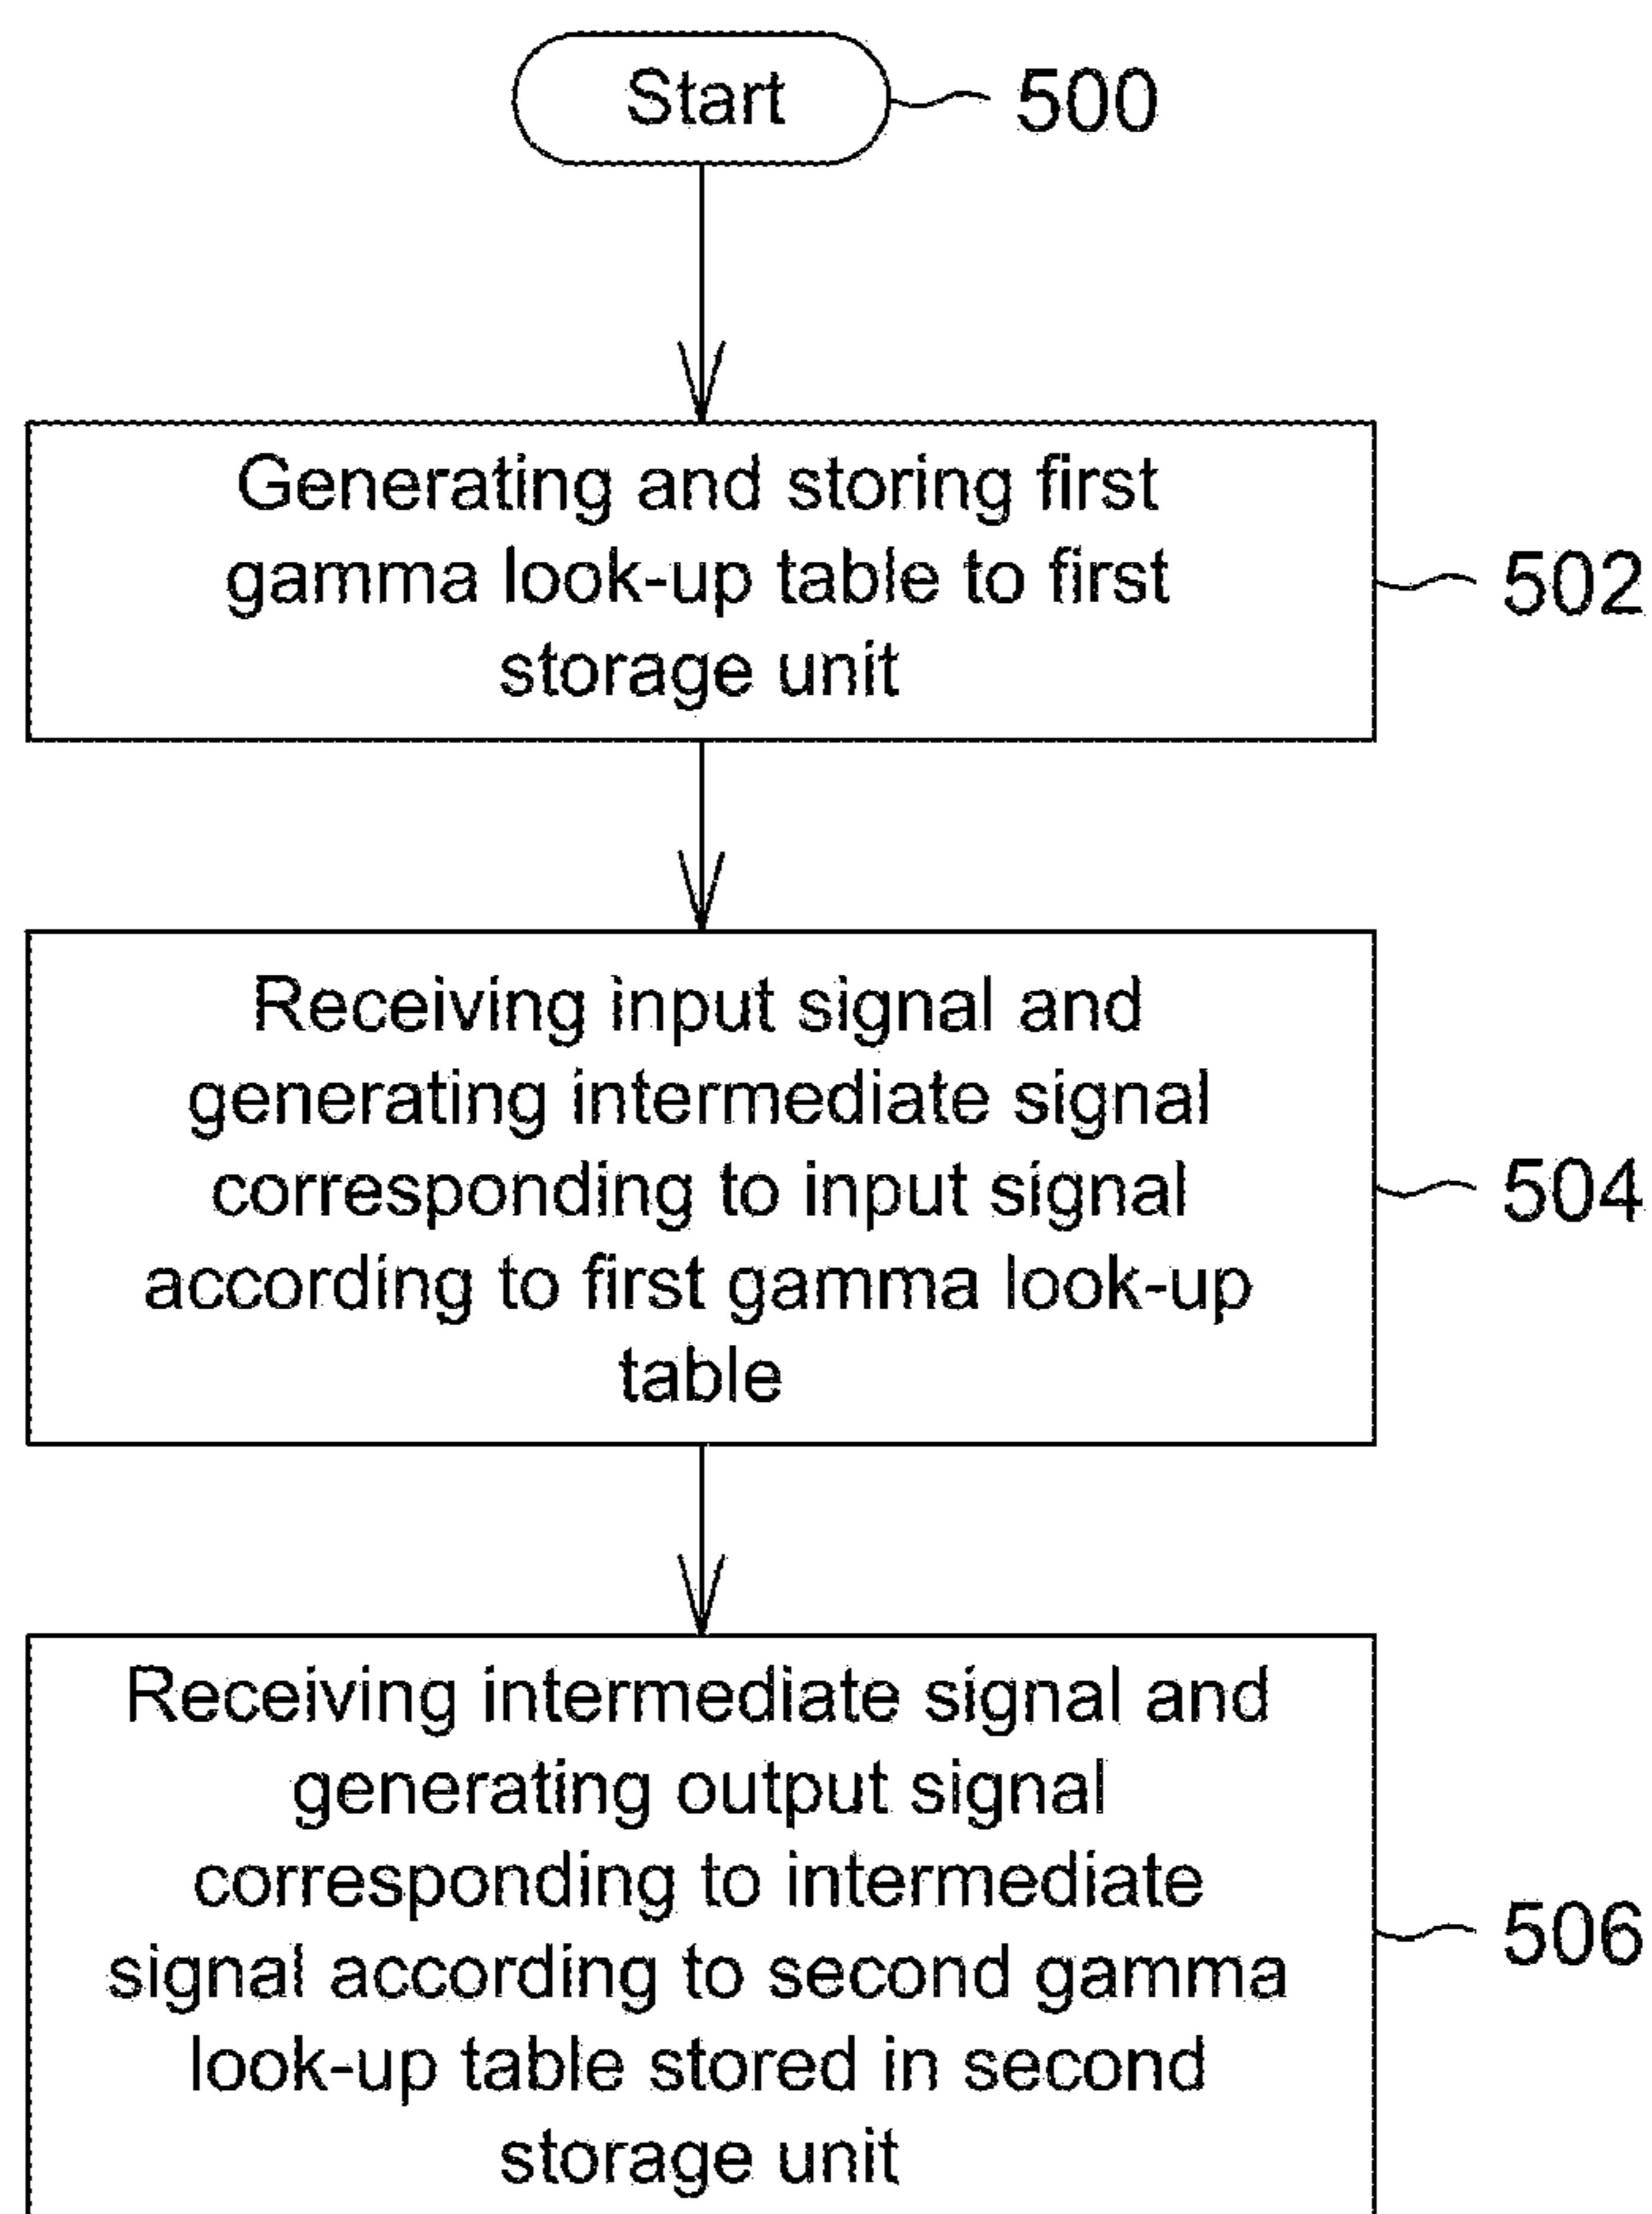 Start
500
Generating and storing first
gamma look-up table to first
storage unit
502
Receiving input signal and
generating intermediate signal
corresponding to input signal
according to first gamma look-up
table
504
Receiving intermediate signal and
generating output signal
corresponding to intermediate
signal according to second gamma
look-up table stored in second
storage unit
506